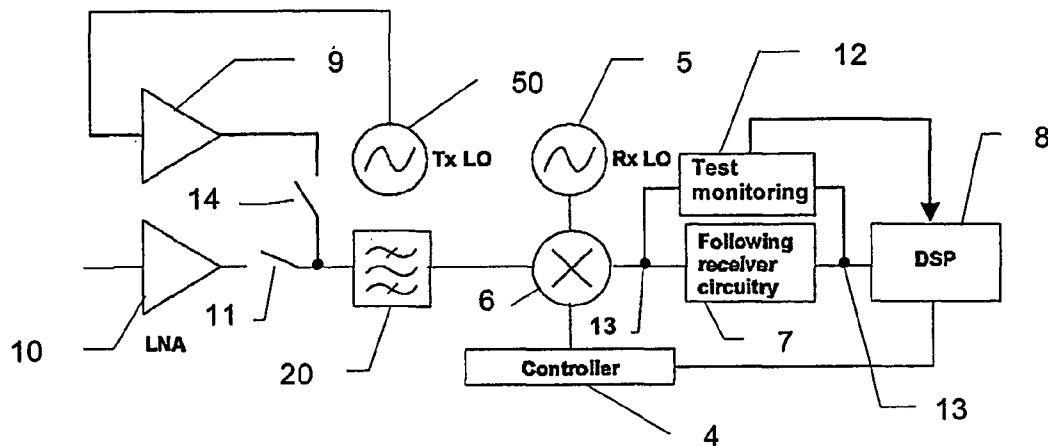 9
50
5
12
Tx LO
Rx LO
Test
monitoring
8
14
Following
receiver
circuitry
DSP
11
6
13
10
LNA
20
7
Controller
4
13